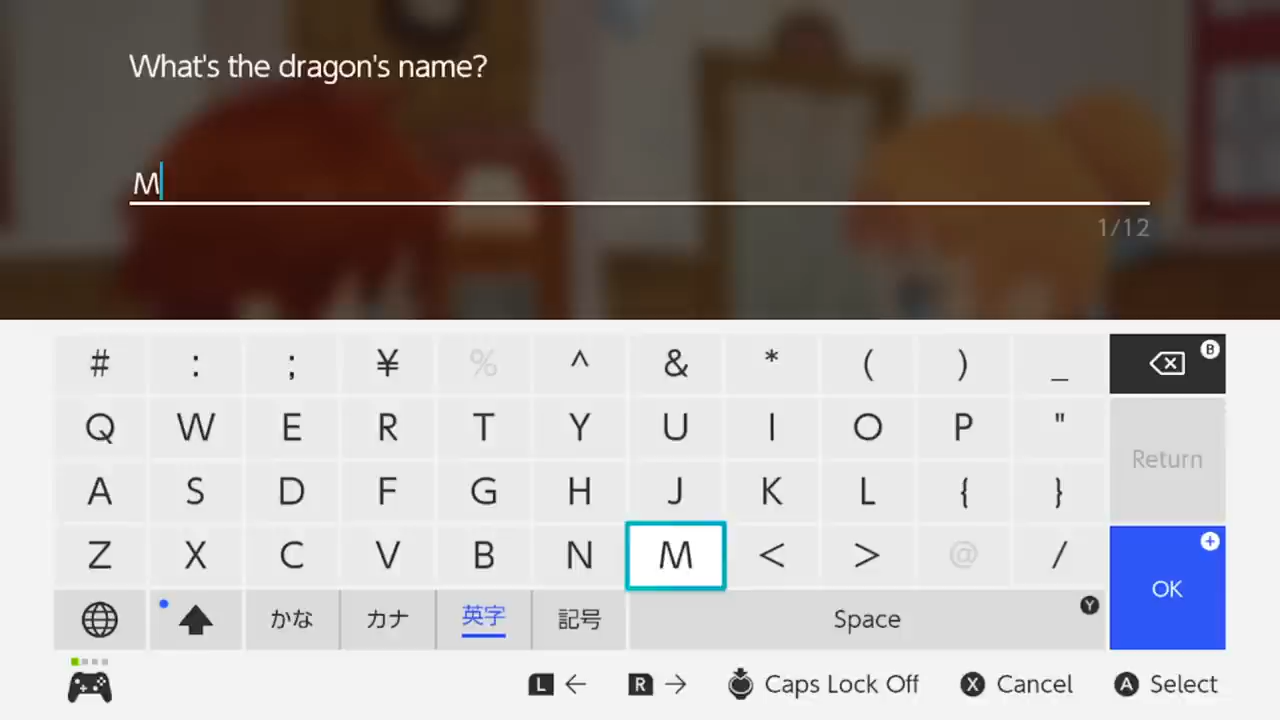 What's the dragon's name?
M
1/12
# : ; ¥ % ^ & * ( ) _ B
Q W E R T Y U I O P "
Return
A S D F G H J K L { }
Z X C V B N M < > @ / +
OK
かな カナ 英字 記号 Space Y
L ← R → Caps Lock Off X Cancel A Select